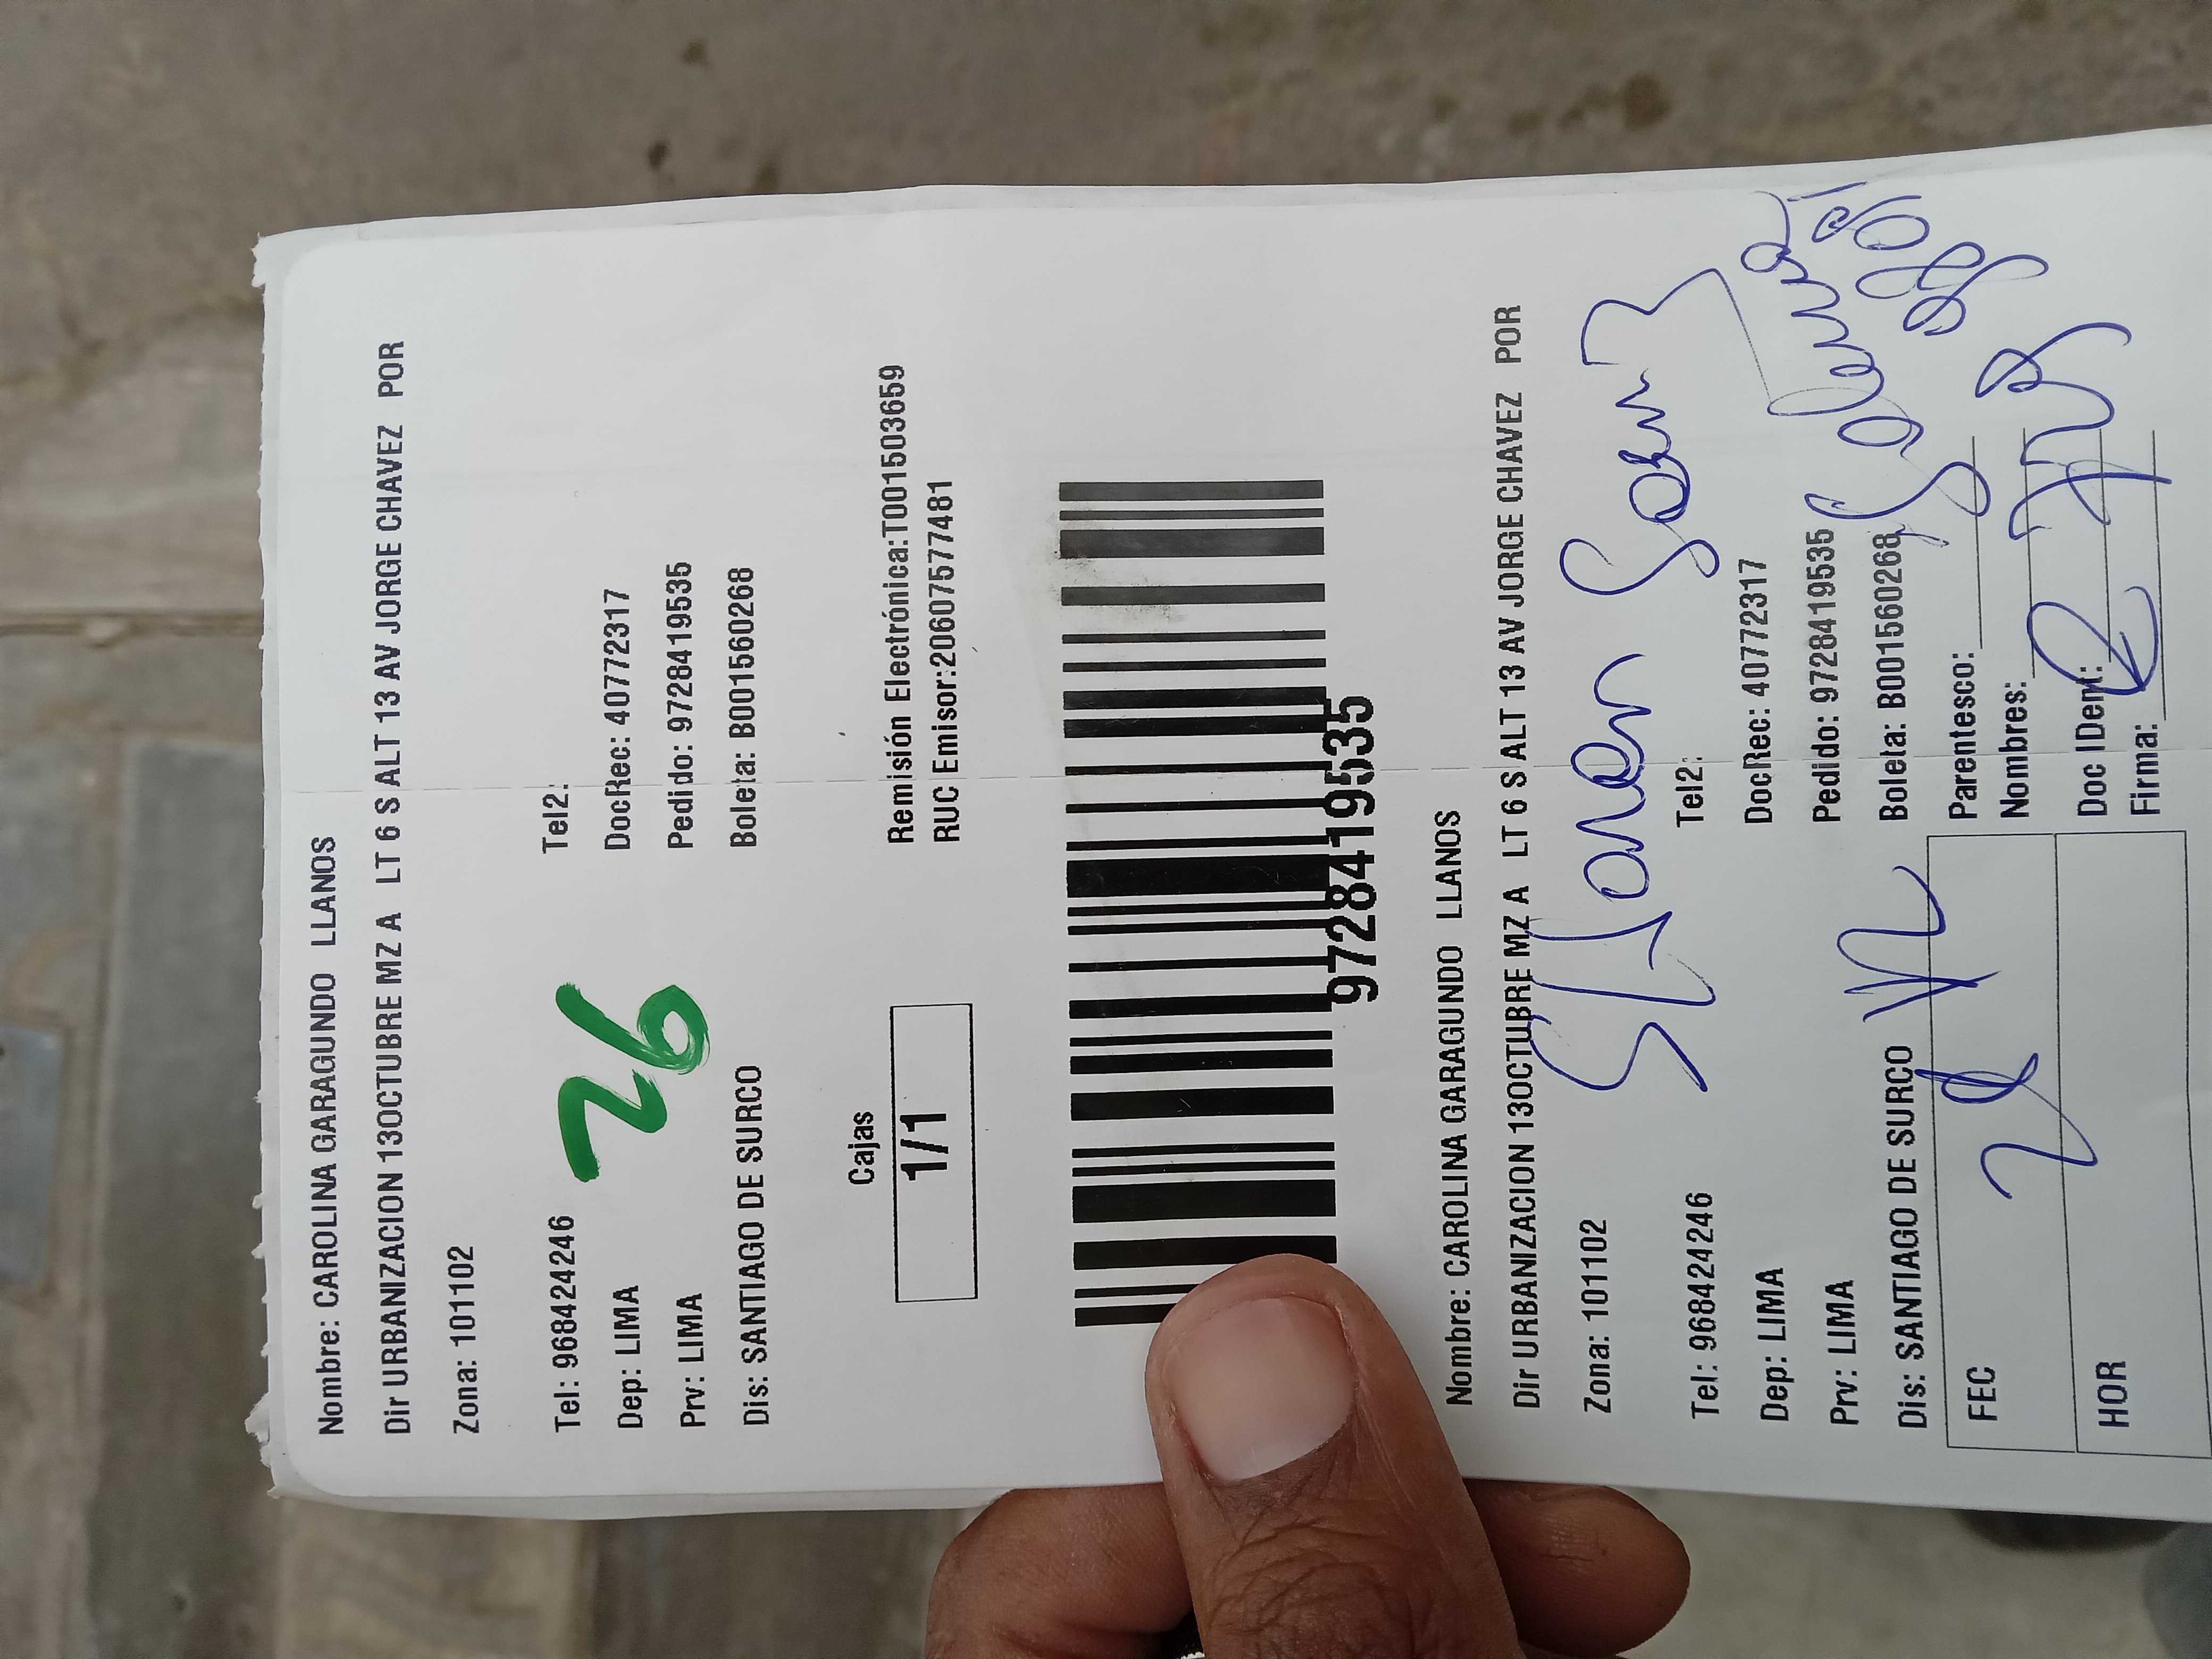 Nombre: CAROLINA GARAGUNDO LLANOS
Dir URBANIZACION 13OCTUBRE MZ A LT 6 S ALT 13 AV JORGE CHAVEZ POR
Zona: 101102
Tel: 968424246 Tel2:
Dep: LIMA DocRec: 40772317
Prv: LIMA Pedido: 9728419535
Dis: SANTIAGO DE SURCO Boleta: B001560268
26
Cajas
1/1
Remisión Electrónica:T001503659
RUC Emisor:20607577481
9728419535
Nombre: CAROLINA GARAGUNDO LLANOS
Dir URBANIZACION 13OCTUBRE MZ A LT 6 S ALT 13 AV JORGE CHAVEZ POR
Zona: 101102
Tel: 968424246 Tel2:
Dep: LIMA DocRec: 40772317
Prv: LIMA Pedido: 9728419535
Dis: SANTIAGO DE SURCO Boleta: B001560268
FEC
HOR
Parentesco:
Nombres:
Doc IDent:
Firma: